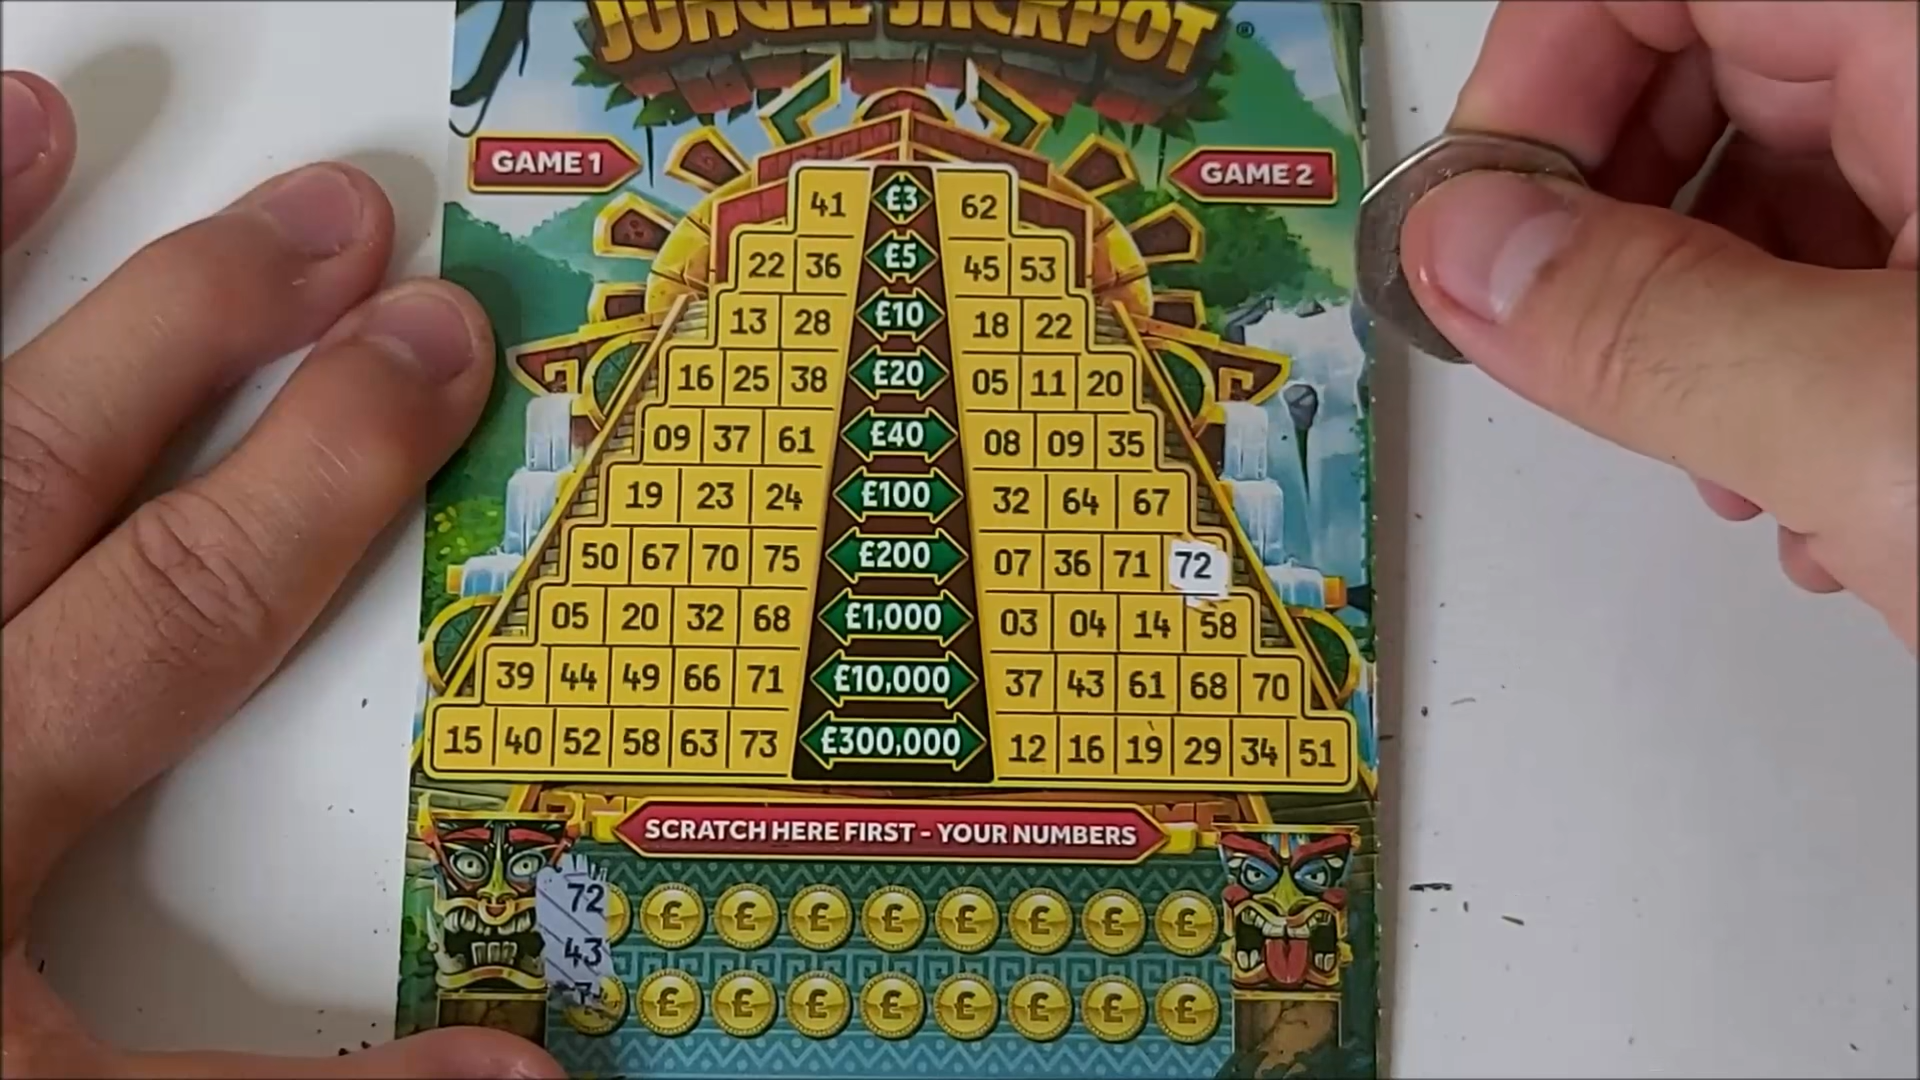 JUNGLE JACKPOT ®
GAME 1
GAME 2
41 £3 62
22 36 £5 45 53
13 28 £10 18 22
16 25 38 £20 05 11 20
09 37 61 £40 08 09 35
19 23 24 £100 32 64 67
50 67 70 75 £200 07 36 71 72
05 20 32 68 £1,000 03 04 14 58
39 44 49 66 71 £10,000 37 43 61 68 70
15 40 52 58 63 73 £300,000 12 16 19 29 34 51
SCRATCH HERE FIRST - YOUR NUMBERS
72 £ £ £ £ £ £ £ £
43
£ £ £ £ £ £ £ £